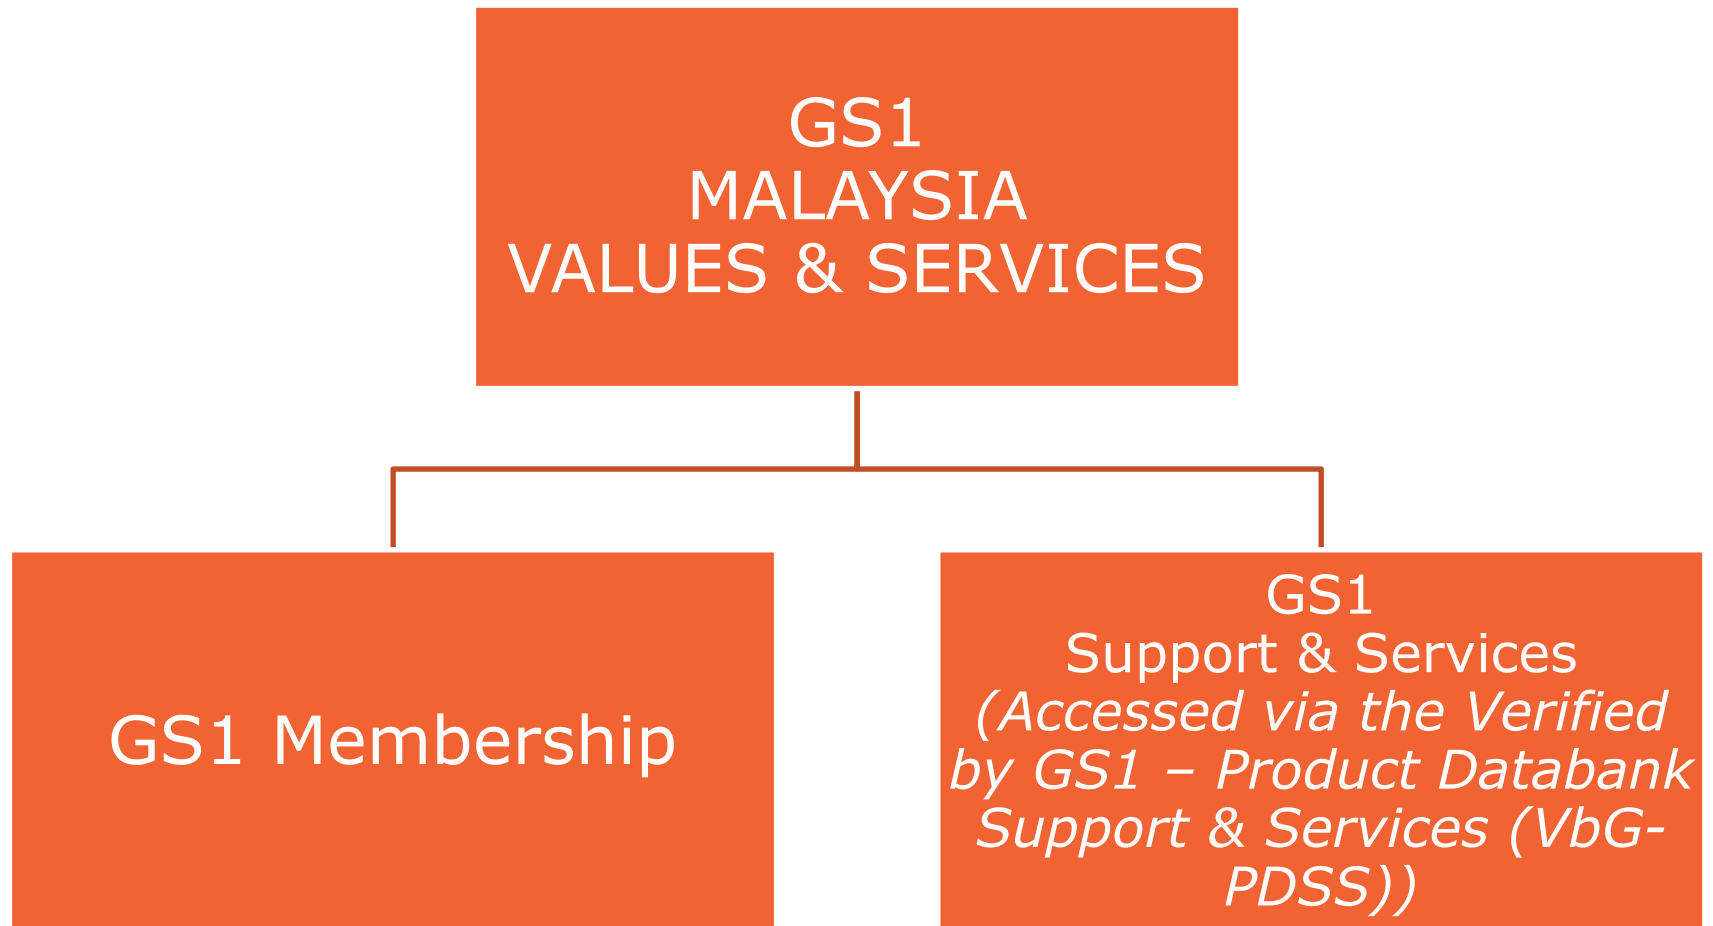 GS1
MALAYSIA
VALUES & SERVICES
GS1 Membership
GS1
Support & Services
(Accessed via the Verified
by GS1 – Product Databank
Support & Services (VbG-
PDSS))